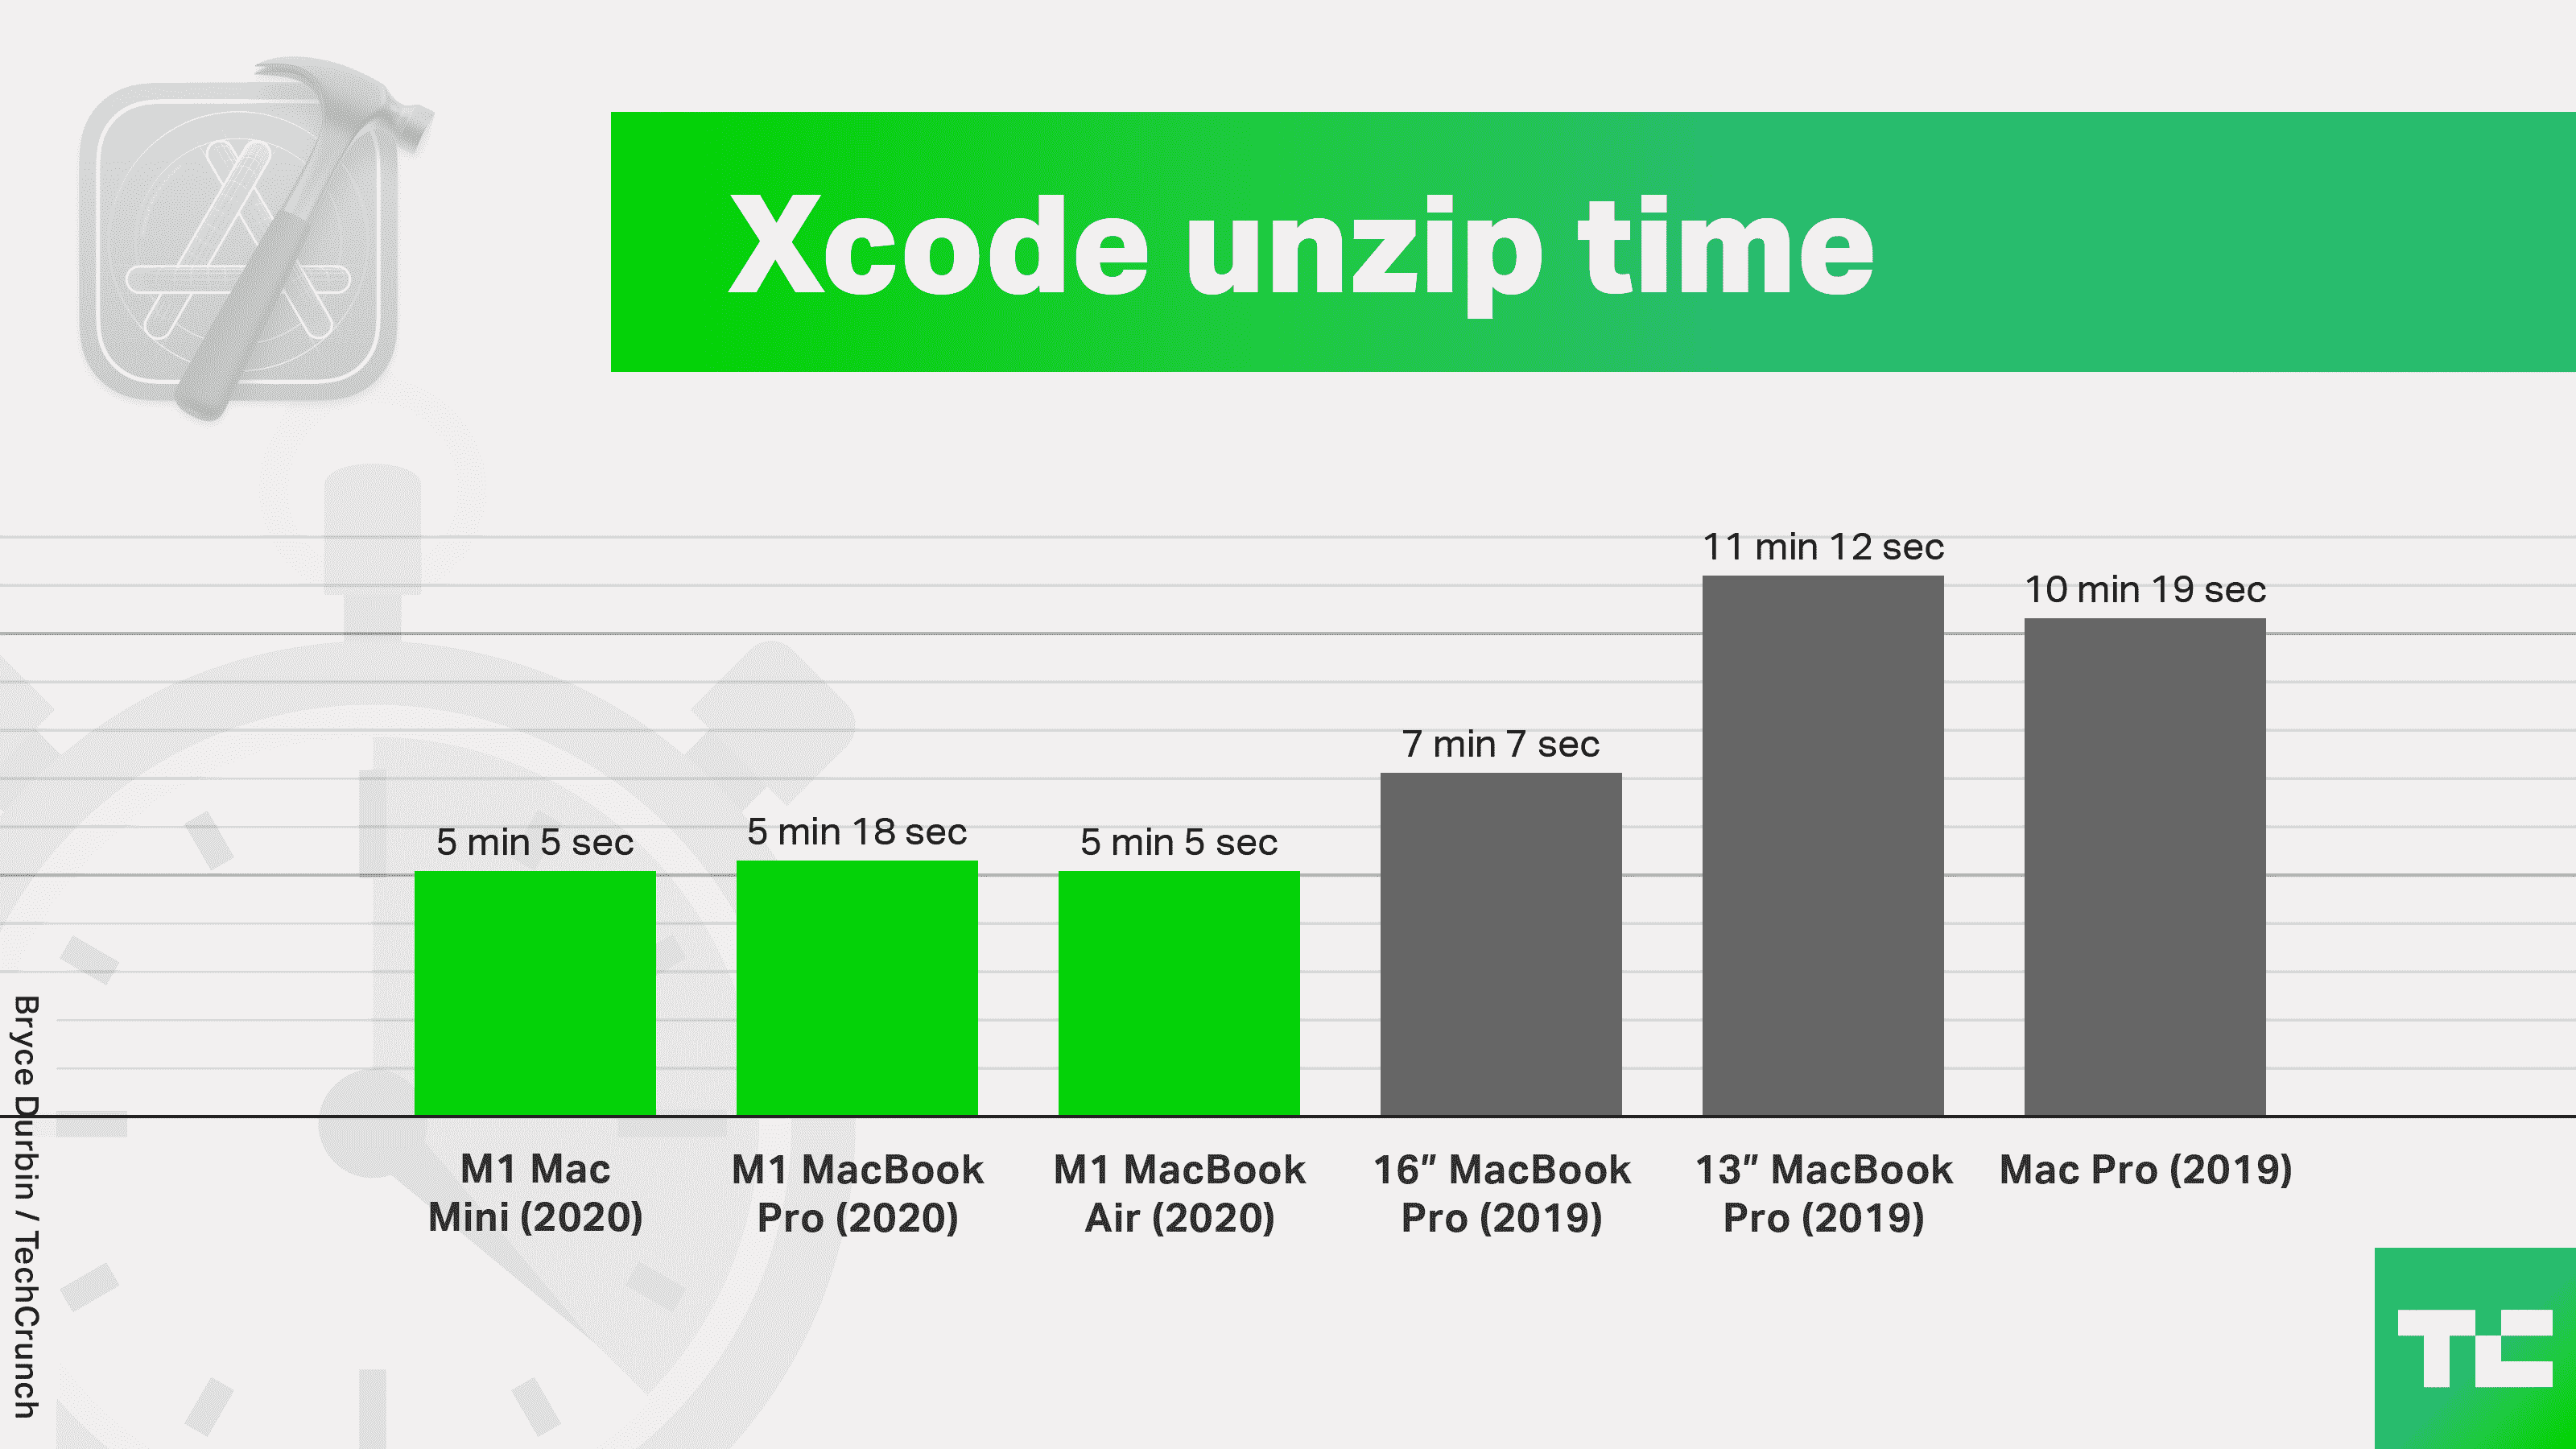 Xcode unzip time
11 min 12 sec
10 min 19 sec
7 min 7 sec
5 min 5 sec
5 min 18 sec
5 min 5 sec
M1 Mac
Mini (2020)
M1 MacBook
Pro (2020)
M1 MacBook
Air (2020)
16” MacBook
Pro (2019)
13” MacBook
Pro (2019)
Mac Pro (2019)
Bryce Durbin / TechCrunch
TC